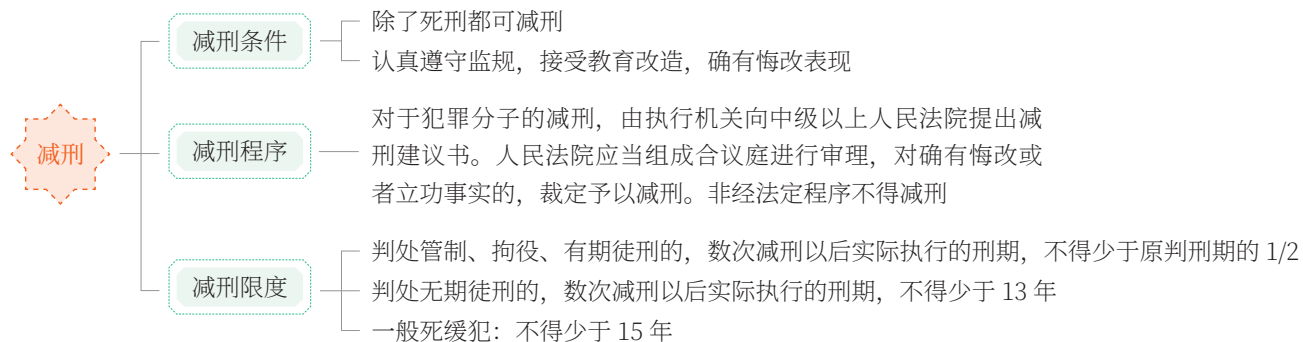 减刑
减刑条件
除了死刑都可减刑
认真遵守监规，接受教育改造，确有悔改表现
减刑程序
对于犯罪分子的减刑，由执行机关向中级以上人民法院提出减
刑建议书。人民法院应当组成合议庭进行审理，对确有悔改或
者立功事实的，裁定予以减刑。非经法定程序不得减刑
减刑限度
判处管制、拘役、有期徒刑的，数次减刑以后实际执行的刑期，不得少于原判刑期的 1/2
判处无期徒刑的，数次减刑以后实际执行的刑期，不得少于 13 年
一般死缓犯：不得少于 15 年